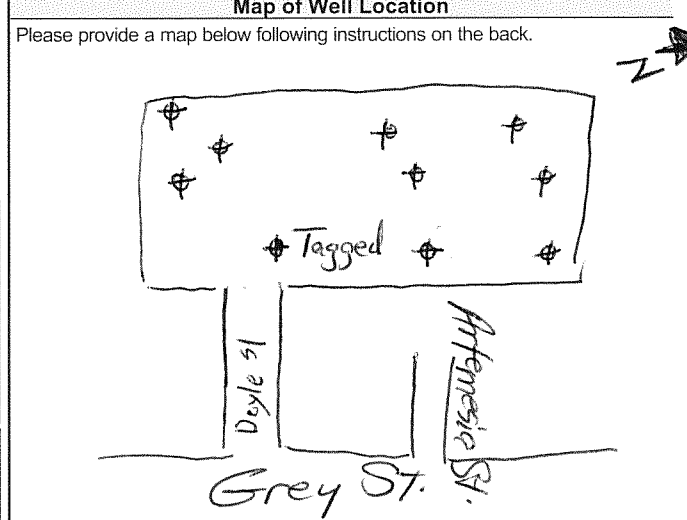 Map of Well Location
Please provide a map below following instructions on the back.
N
Tagged
Doyle St
Artemesia St.
Grey ST.